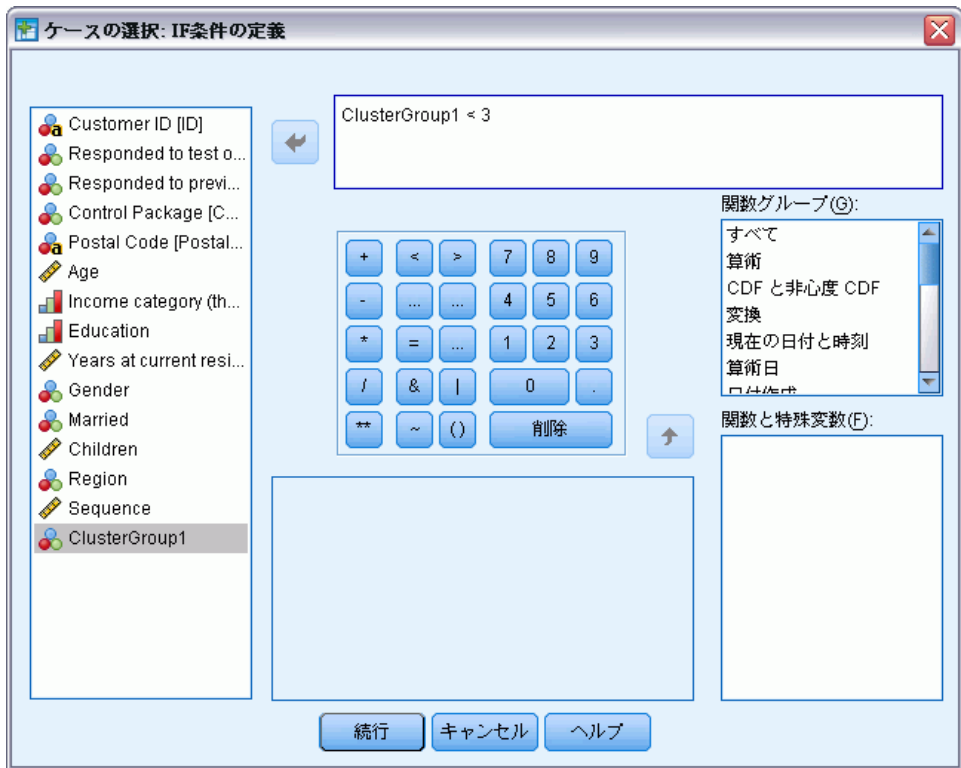 ケースの選択: IF条件の定義
Customer ID [ID]
Responded to test o...
Responded to previ...
Control Package [C...
Postal Code [Postal...
Age
Income category (th...
Education
Years at current resi...
Gender
Married
Children
Region
Sequence
ClusterGroup1
ClusterGroup1 < 3
+ < > 7 8 9
- ... ... 4 5 6
* = ... 1 2 3
/ & | 0 .
** ~ () 削除
関数グループ(G):
すべて
算術
CDF と非心度 CDF
変換
現在の日付と時刻
算術日
日付作成
関数と特殊変数(F):
続行 キャンセル ヘルプ